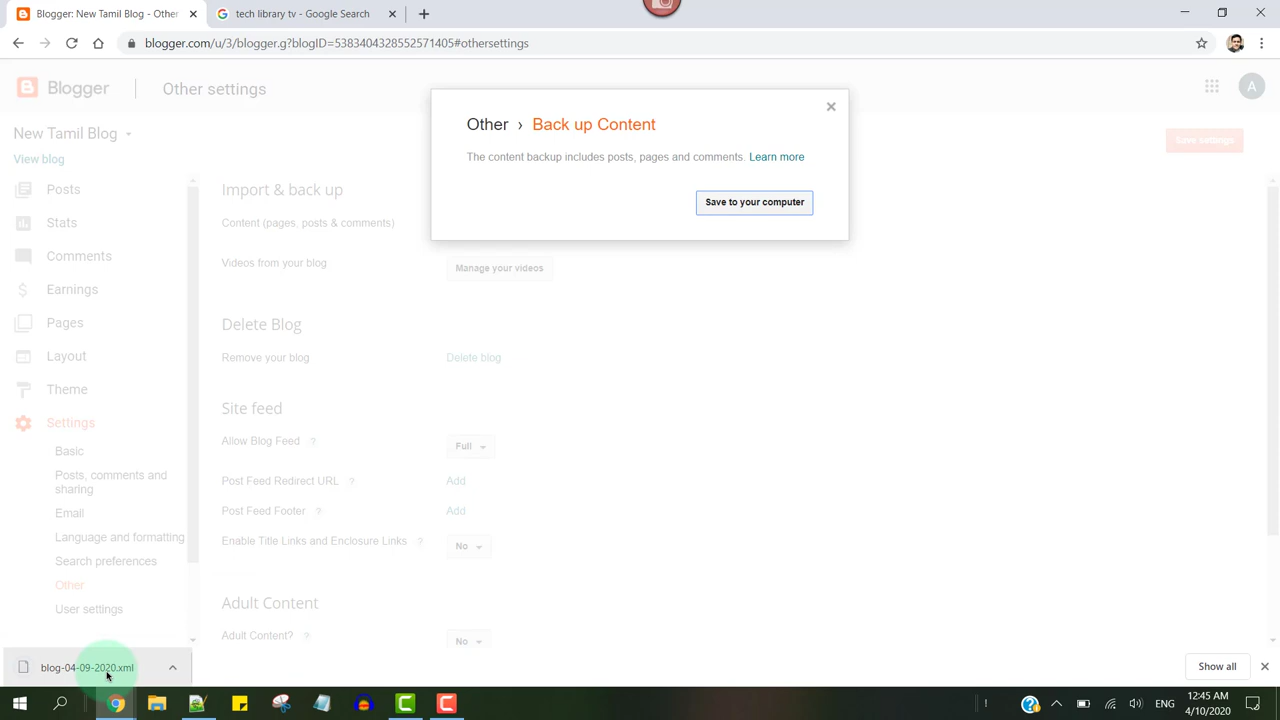 Blogger: New Tamil Blog - Other
tech library tv - Google Search
blogger.com/u/3/blogger.g?blogID=5383404328552571405#othersettings
Blogger
Other settings
A
New Tamil Blog
View blog
Save settings
Other › Back up Content
The content backup includes posts, pages and comments. Learn more
Save to your computer
Posts
Stats
Comments
Earnings
Pages
Layout
Theme
Settings
Basic
Posts, comments and
sharing
Email
Language and formatting
Search preferences
Other
User settings
Import & back up
Content (pages, posts & comments)
Videos from your blog
Manage your videos
Delete Blog
Remove your blog
Delete blog
Site feed
Allow Blog Feed ?
Full
Post Feed Redirect URL ?
Add
Post Feed Footer ?
Add
Enable Title Links and Enclosure Links ?
No
Adult Content
Adult Content? ?
No
blog-04-09-2020.xml
Show all
ENG
12:45 AM
4/10/2020